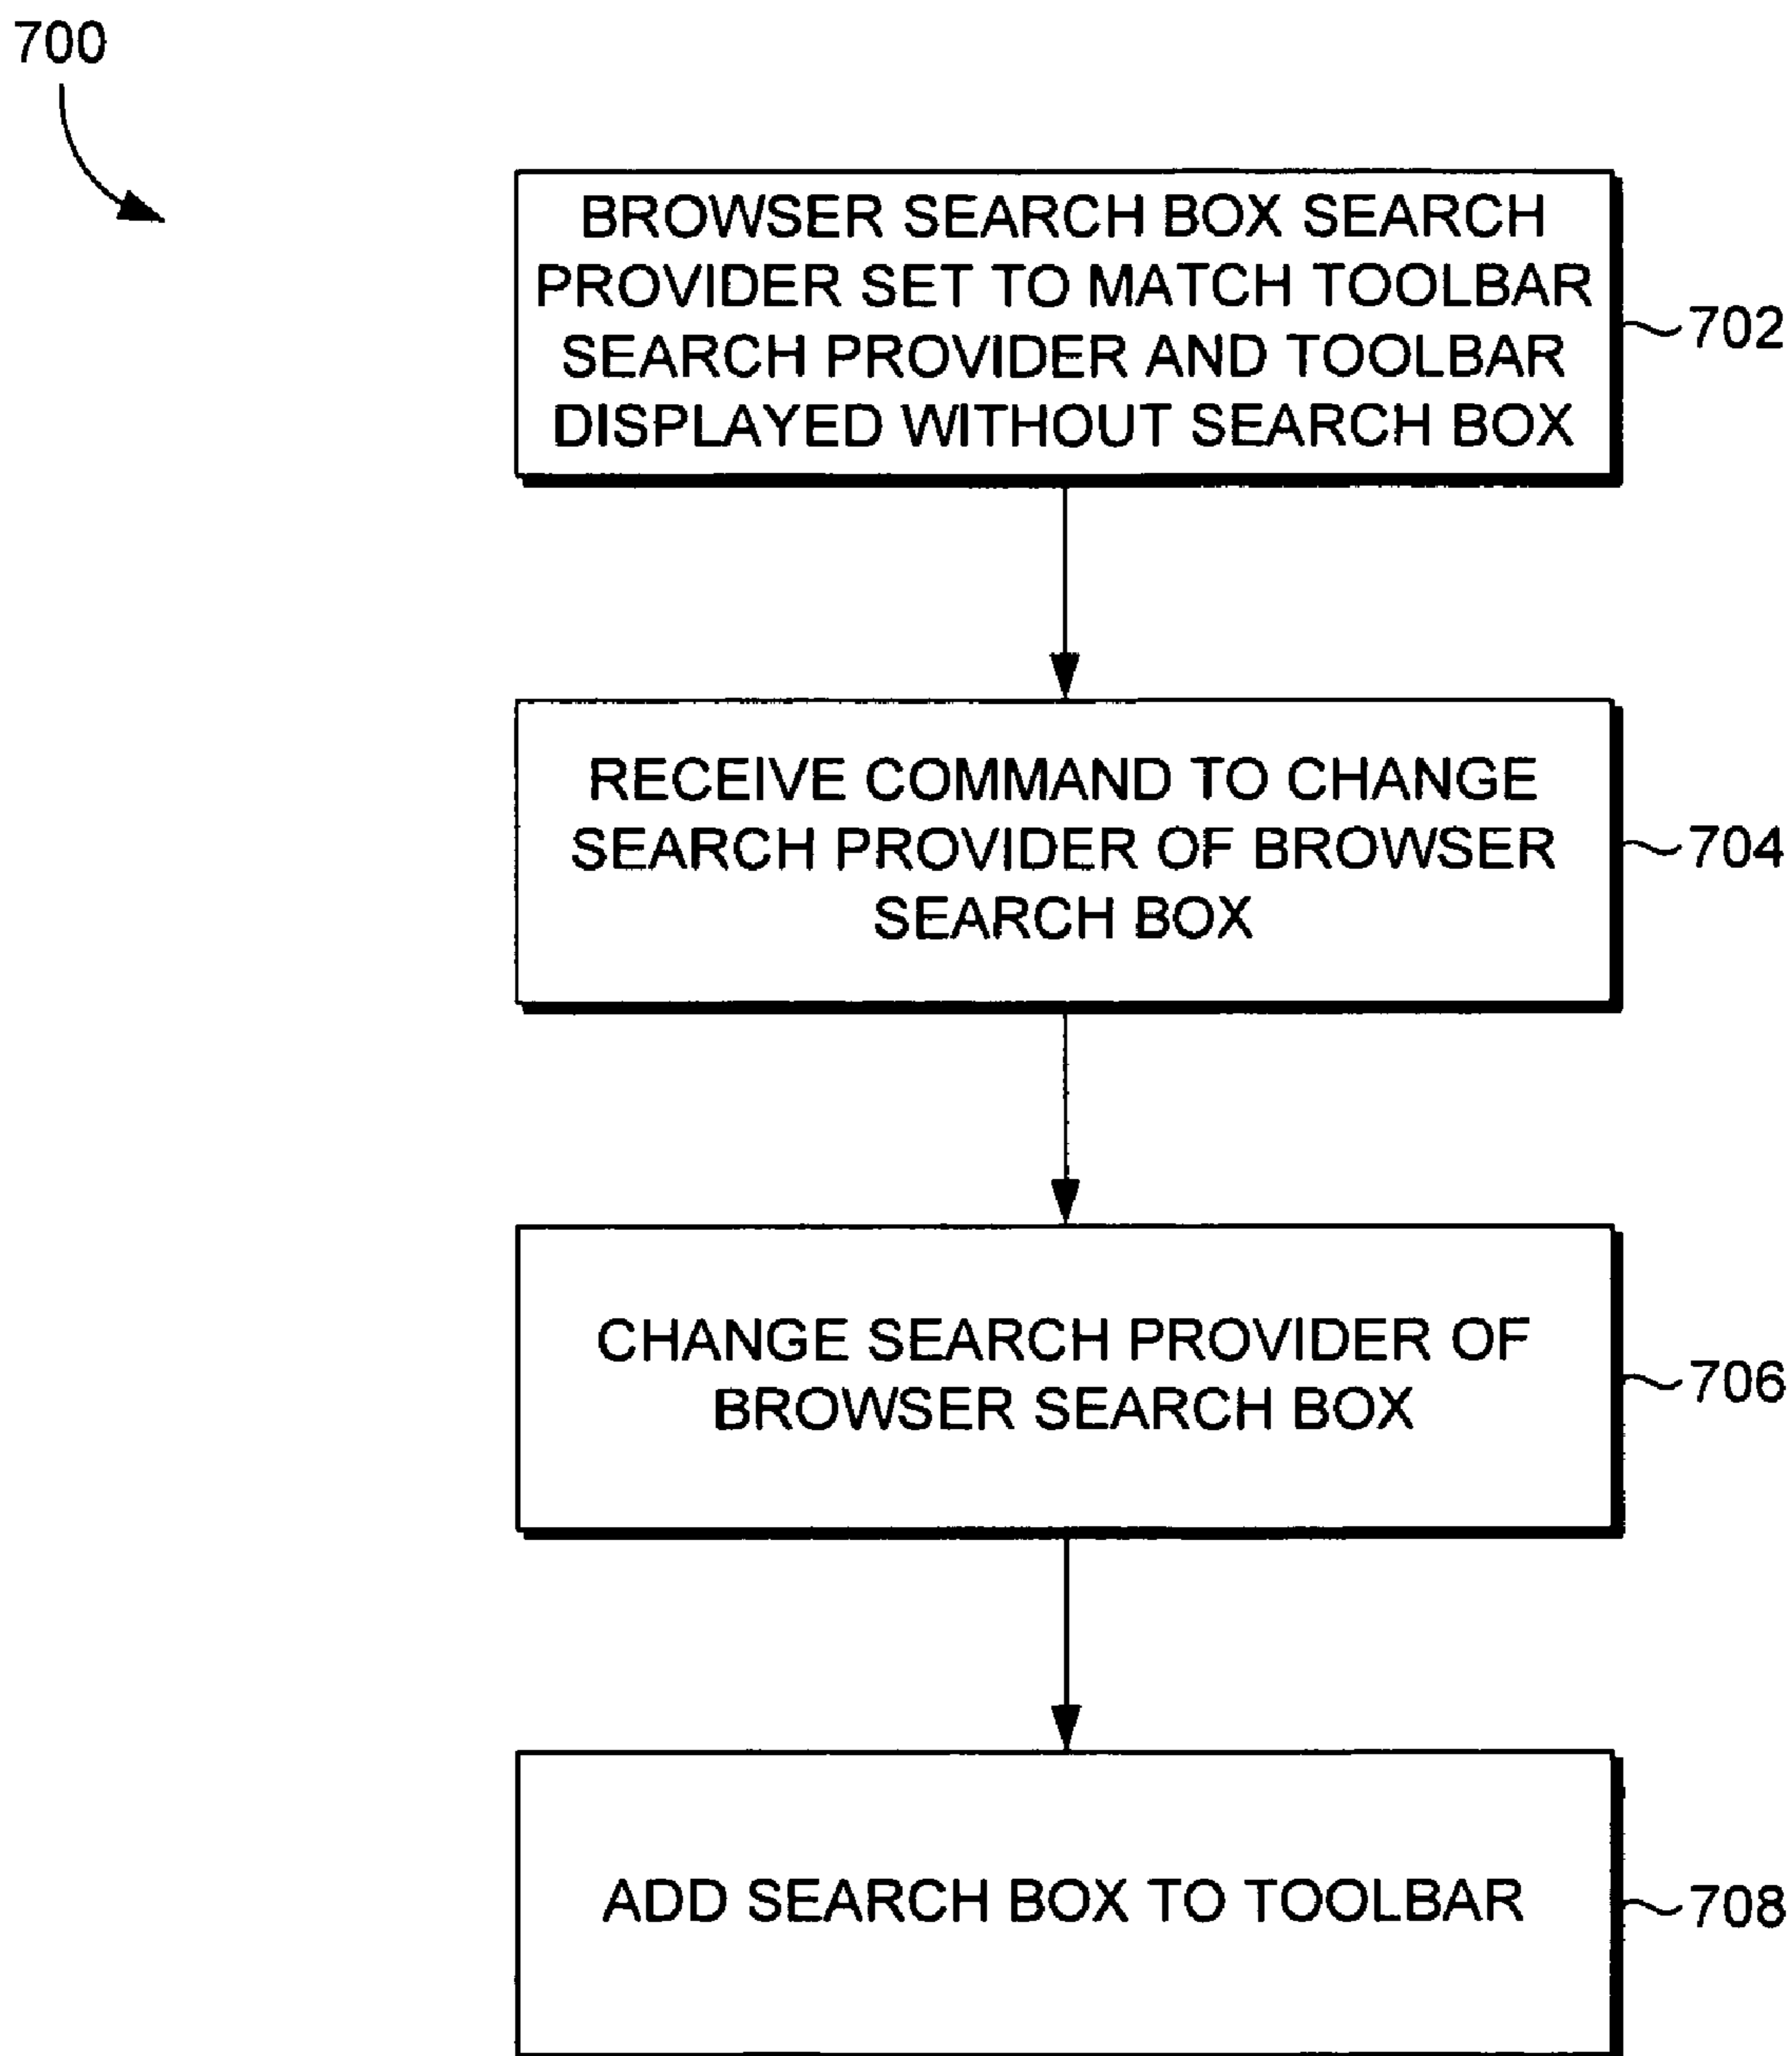 700
BROWSER SEARCH BOX SEARCH
PROVIDER SET TO MATCH TOOLBAR
SEARCH PROVIDER AND TOOLBAR
DISPLAYED WITHOUT SEARCH BOX
702
RECEIVE COMMAND TO CHANGE
SEARCH PROVIDER OF BROWSER
SEARCH BOX
704
CHANGE SEARCH PROVIDER OF
BROWSER SEARCH BOX
706
ADD SEARCH BOX TO TOOLBAR
708